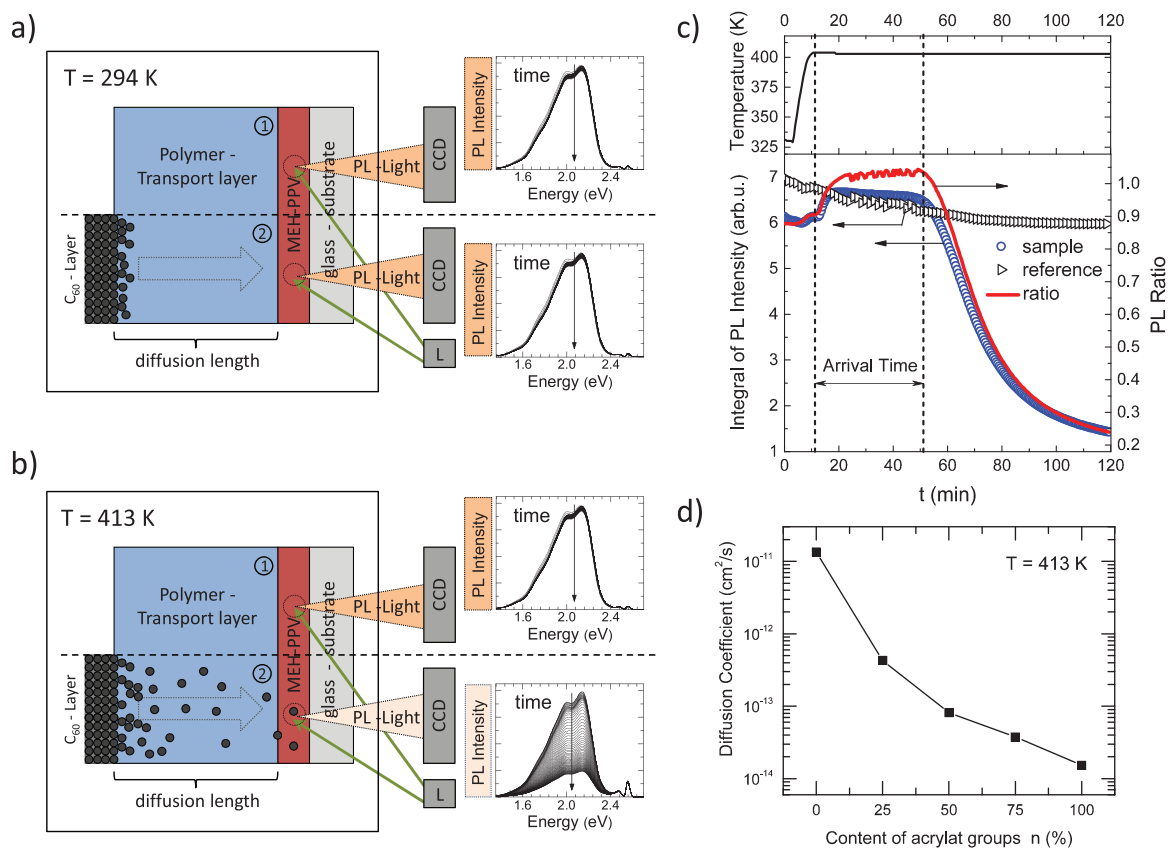 a)
T = 294 K
1
Polymer -
Transport layer
2
C60 - Layer
MEH-PPV
glass - substrate
PL -Light
CCD
PL -Light
CCD
L
diffusion length
PL Intensity
time
1.6 2.0 2.4
Energy (eV)
PL Intensity
time
1.6 2.0 2.4
Energy (eV)
b)
T = 413 K
1
Polymer -
Transport layer
2
C60 - Layer
MEH-PPV
glass - substrate
PL -Light
CCD
PL -Light
CCD
L
diffusion length
PL Intensity
time
1.6 2.0 2.4
Energy (eV)
PL Intensity
time
1.6 2.0 2.4
Energy (eV)
c)
0 20 40 60 80 100 120
Temperature (K)
400
375
350
325
Integral of PL Intensity (arb.u.)
7
6
5
4
3
2
1
1.0
0.9
0.8
0.7
0.6
0.5
0.4
0.3
0.2
PL Ratio
sample
reference
ratio
Arrival Time
0 20 40 60 80 100 120
t (min)
d)
T = 413 K
Diffusion Coefficient (cm²/s)
10⁻¹¹
10⁻¹²
10⁻¹³
10⁻¹⁴
0 25 50 75 100
Content of acrylat groups n (%)